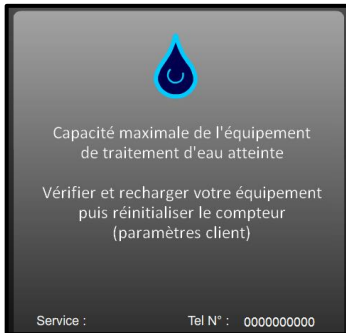 Capacité maximale de l'équipement
de traitement d'eau atteinte
Vérifier et recharger votre équipement
puis réinitialiser le compteur
(paramètres client)
Service : Tel N° : 0000000000